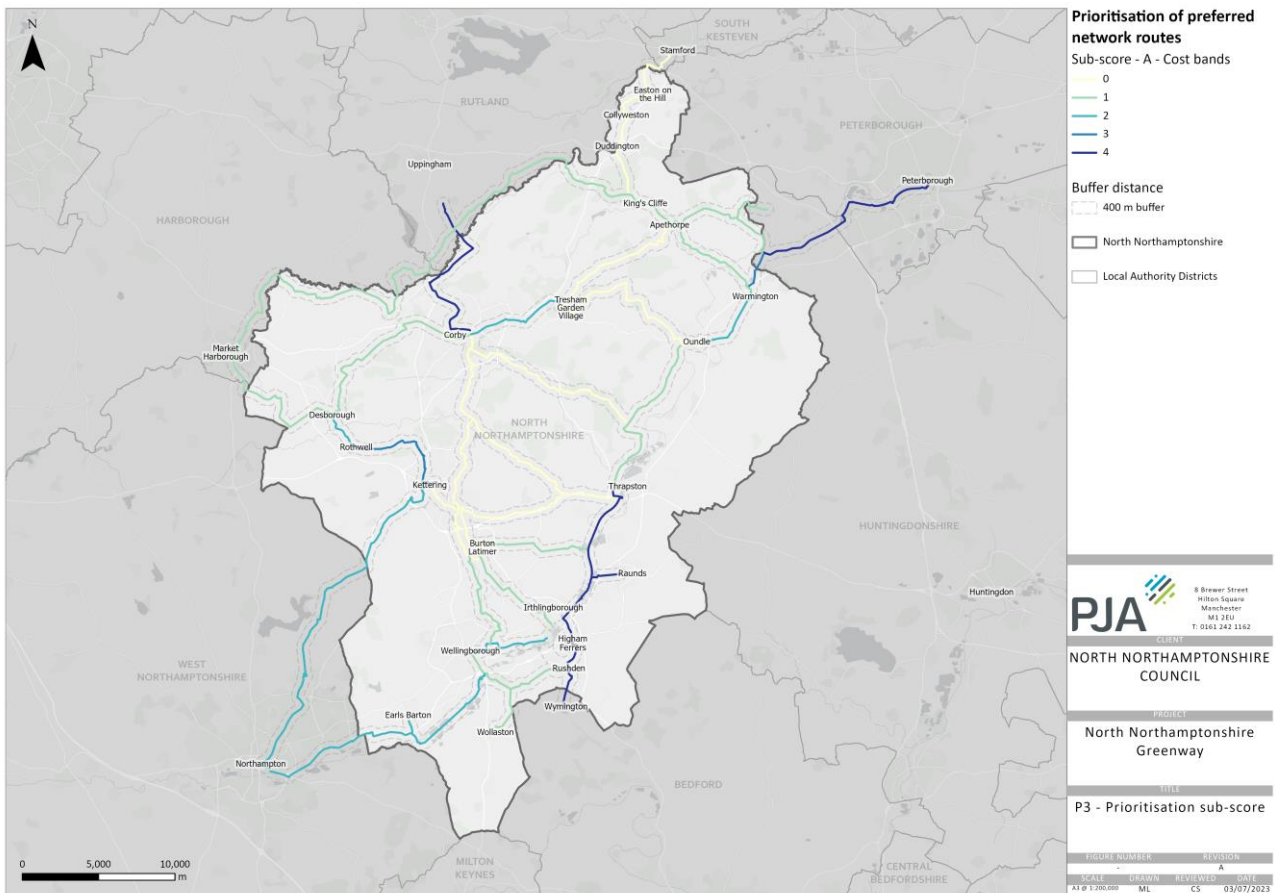 N
SOUTH
KESTEVEN
Stamford
Easton on
the Hill
RUTLAND
Collyweston
PETERBOROUGH
Duddington
Uppingham
Peterborough
King's Cliffe
HARBOROUGH
Apethorpe
Warmington
Tresham
Garden
Village
Corby
Oundle
Market
Harborough
Desborough
NORTH
NORTHAMPTONSHIRE
Rothwell
Kettering
Thrapston
HUNTINGDONSHIRE
Burton
Latimer
Raunds
Huntingdon
Irthlingborough
Higham
Ferrers
Wellingborough
WEST
NORTHAMPTONSHIRE
Rushden
Wymington
Earls Barton
Wollaston
Northampton
BEDFORD
MILTON
KEYNES
CENTRAL
BEDFORDSHIRE
0 5,000 10,000
m
Prioritisation of preferred
network routes
Sub-score - A - Cost bands
0
1
2
3
4
Buffer distance
400 m buffer
North Northamptonshire
Local Authority Districts
PJA
8 Brewer Street
Hilton Square
Manchester
M1 2EU
T: 0161 242 1162
CLIENT
NORTH NORTHAMPTONSHIRE
COUNCIL
PROJECT
North Northamptonshire
Greenway
TITLE
P3 - Prioritisation sub-score
FIGURE NUMBER REVISION
- A
SCALE DRAWN REVIEWED DATE
A3 @ 1:200,000 ML CS 03/07/2023